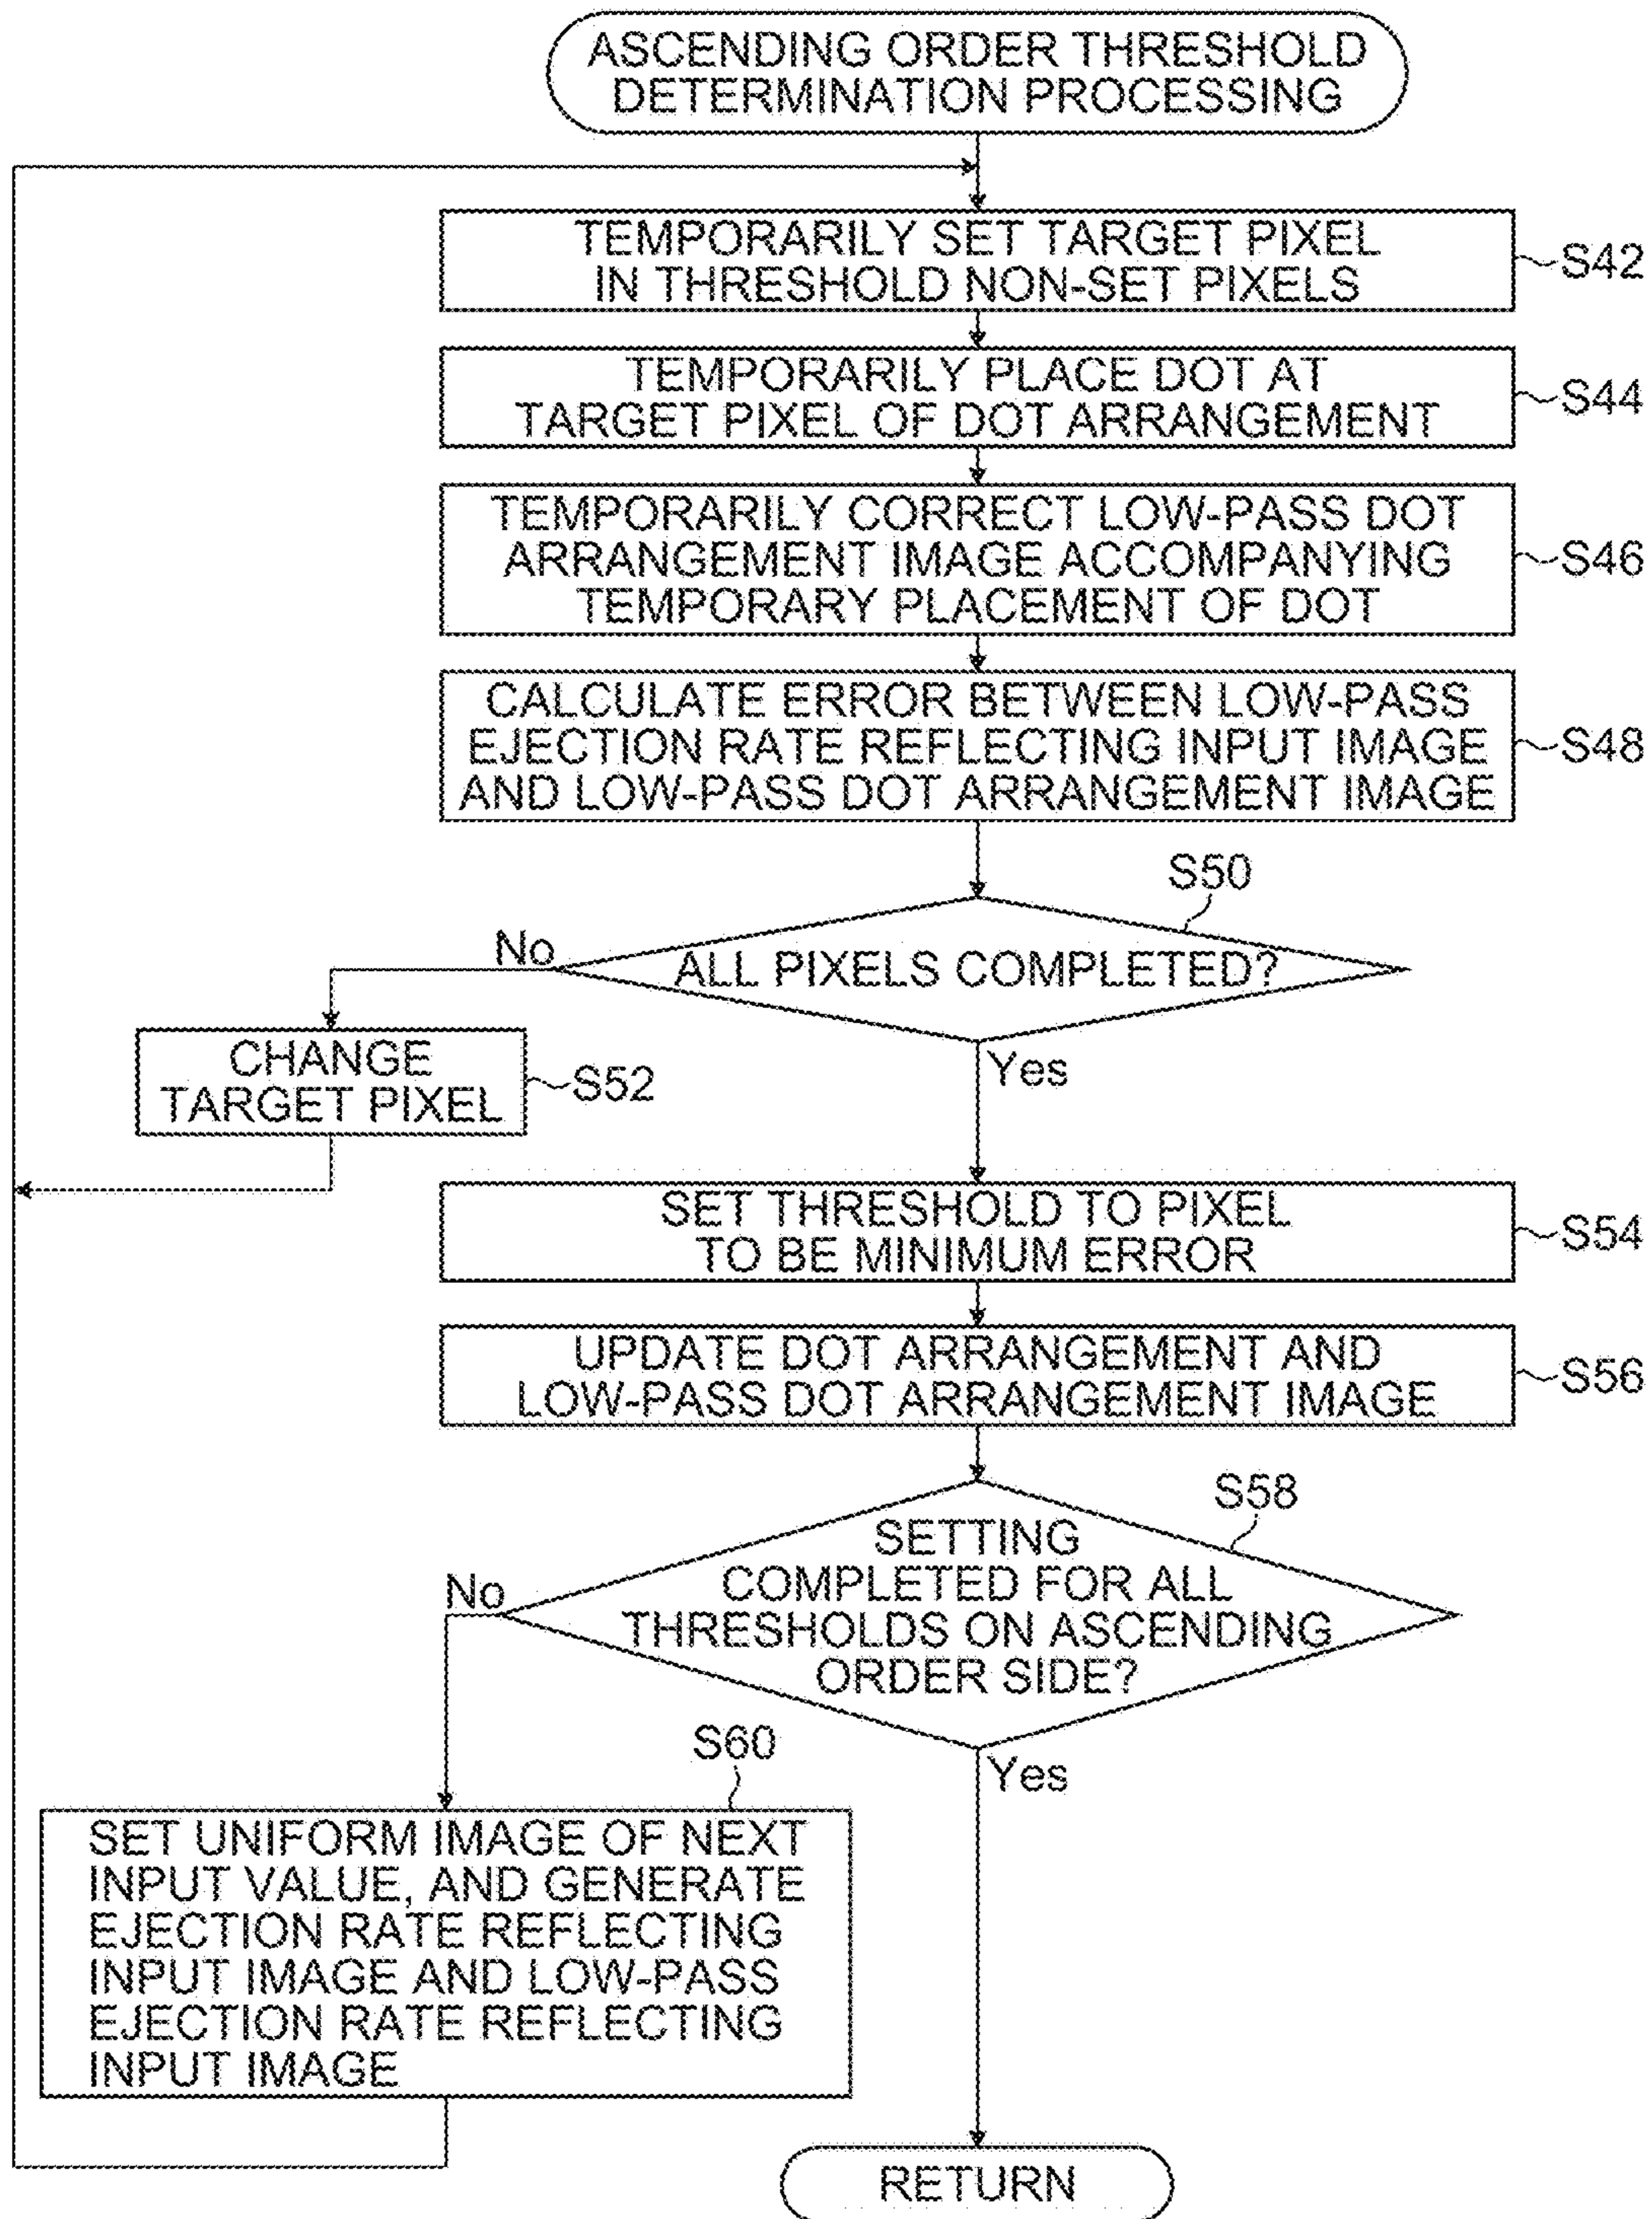 ASCENDING ORDER THRESHOLD
DETERMINATION PROCESSING
TEMPORARILY SET TARGET PIXEL
IN THRESHOLD NON-SET PIXELS
S42
TEMPORARILY PLACE DOT AT
TARGET PIXEL OF DOT ARRANGEMENT
S44
TEMPORARILY CORRECT LOW-PASS DOT
ARRANGEMENT IMAGE ACCOMPANYING
TEMPORARY PLACEMENT OF DOT
S46
CALCULATE ERROR BETWEEN LOW-PASS
EJECTION RATE REFLECTING INPUT IMAGE
AND LOW-PASS DOT ARRANGEMENT IMAGE
S48
S50
ALL PIXELS COMPLETED?
No
Yes
CHANGE
TARGET PIXEL
S52
SET THRESHOLD TO PIXEL
TO BE MINIMUM ERROR
S54
UPDATE DOT ARRANGEMENT AND
LOW-PASS DOT ARRANGEMENT IMAGE
S56
S58
SETTING
COMPLETED FOR ALL
THRESHOLDS ON ASCENDING
ORDER SIDE?
No
Yes
S60
SET UNIFORM IMAGE OF NEXT
INPUT VALUE, AND GENERATE
EJECTION RATE REFLECTING
INPUT IMAGE AND LOW-PASS
EJECTION RATE REFLECTING
INPUT IMAGE
RETURN